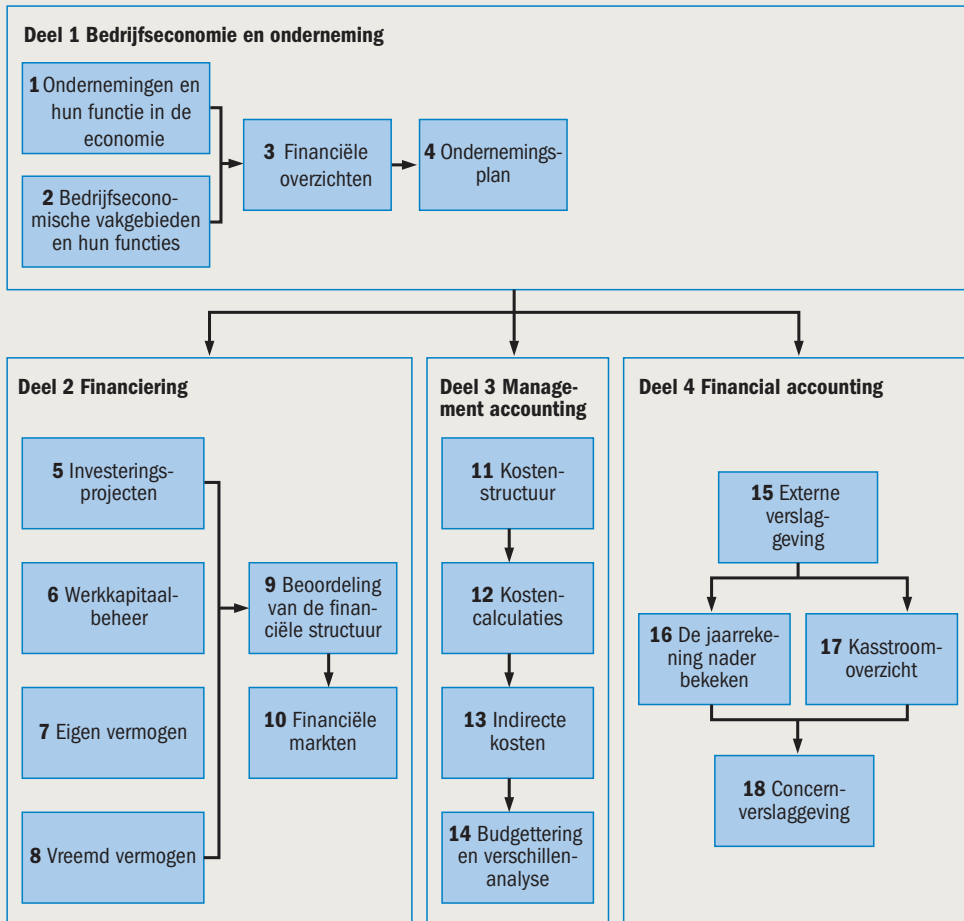 Deel 1 Bedrijfseconomie en onderneming
1 Ondernemingen en
hun functie in de
economie
2 Bedrijfsecono-
mische vakgebieden
en hun functies
3 Financiële
overzichten
4 Ondernemings-
plan
Deel 2 Financiering
5 Investerings-
projecten
6 Werkkapitaal-
beheer
7 Eigen vermogen
8 Vreemd vermogen
9 Beoordeling
van de finan-
ciële structuur
10 Financiële
markten
Deel 3 Manage-
ment accounting
11 Kosten-
structuur
12 Kosten-
calculaties
13 Indirecte
kosten
14 Budgettering
en verschillen-
analyse
Deel 4 Financial accounting
15 Externe
verslag-
geving
16 De jaarreke-
ning nader
bekeken
17 Kasstroom-
overzicht
18 Concern-
verslaggeving